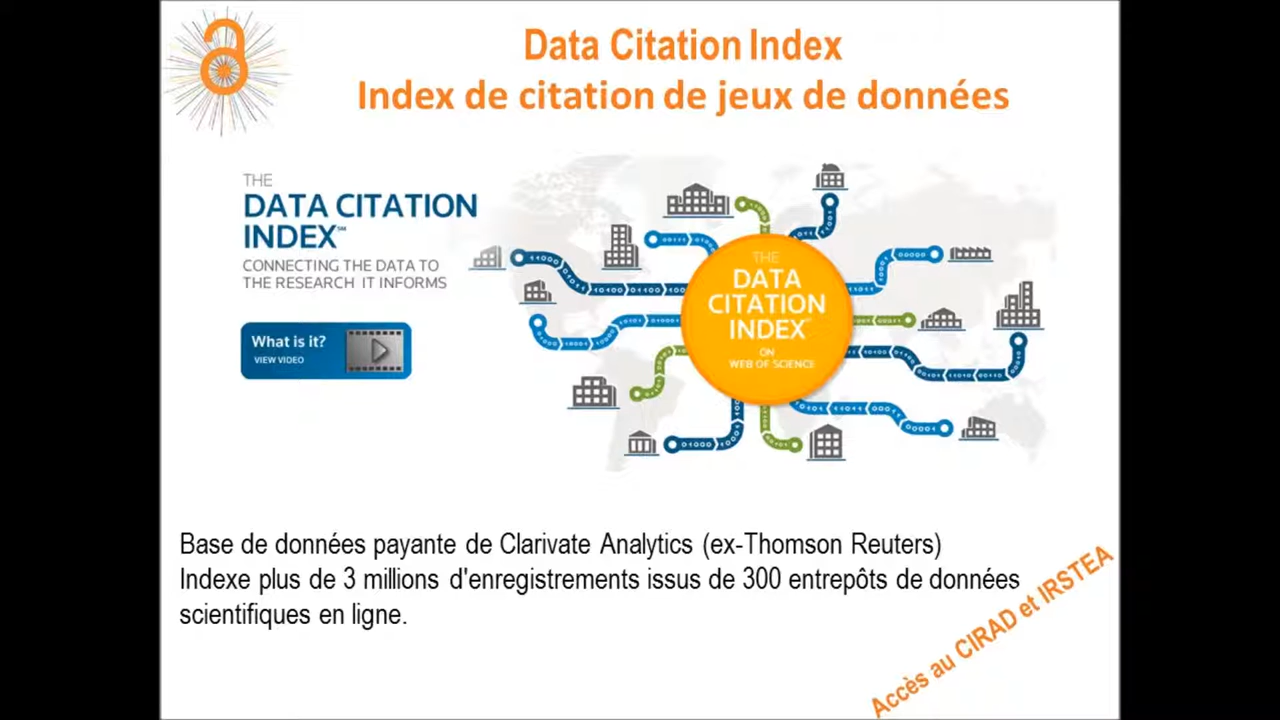 Data Citation Index
Index de citation de jeux de données
THE
DATA CITATION
INDEX℠
CONNECTING THE DATA TO
THE RESEARCH IT INFORMS
What is it?
VIEW VIDEO
THE
DATA
CITATION
INDEX
ON
WEB OF SCIENCE
Base de données payante de Clarivate Analytics (ex-Thomson Reuters)
Indexe plus de 3 millions d'enregistrements issus de 300 entrepôts de données
scientifiques en ligne.
Accès au CIRAD et IRSTEA